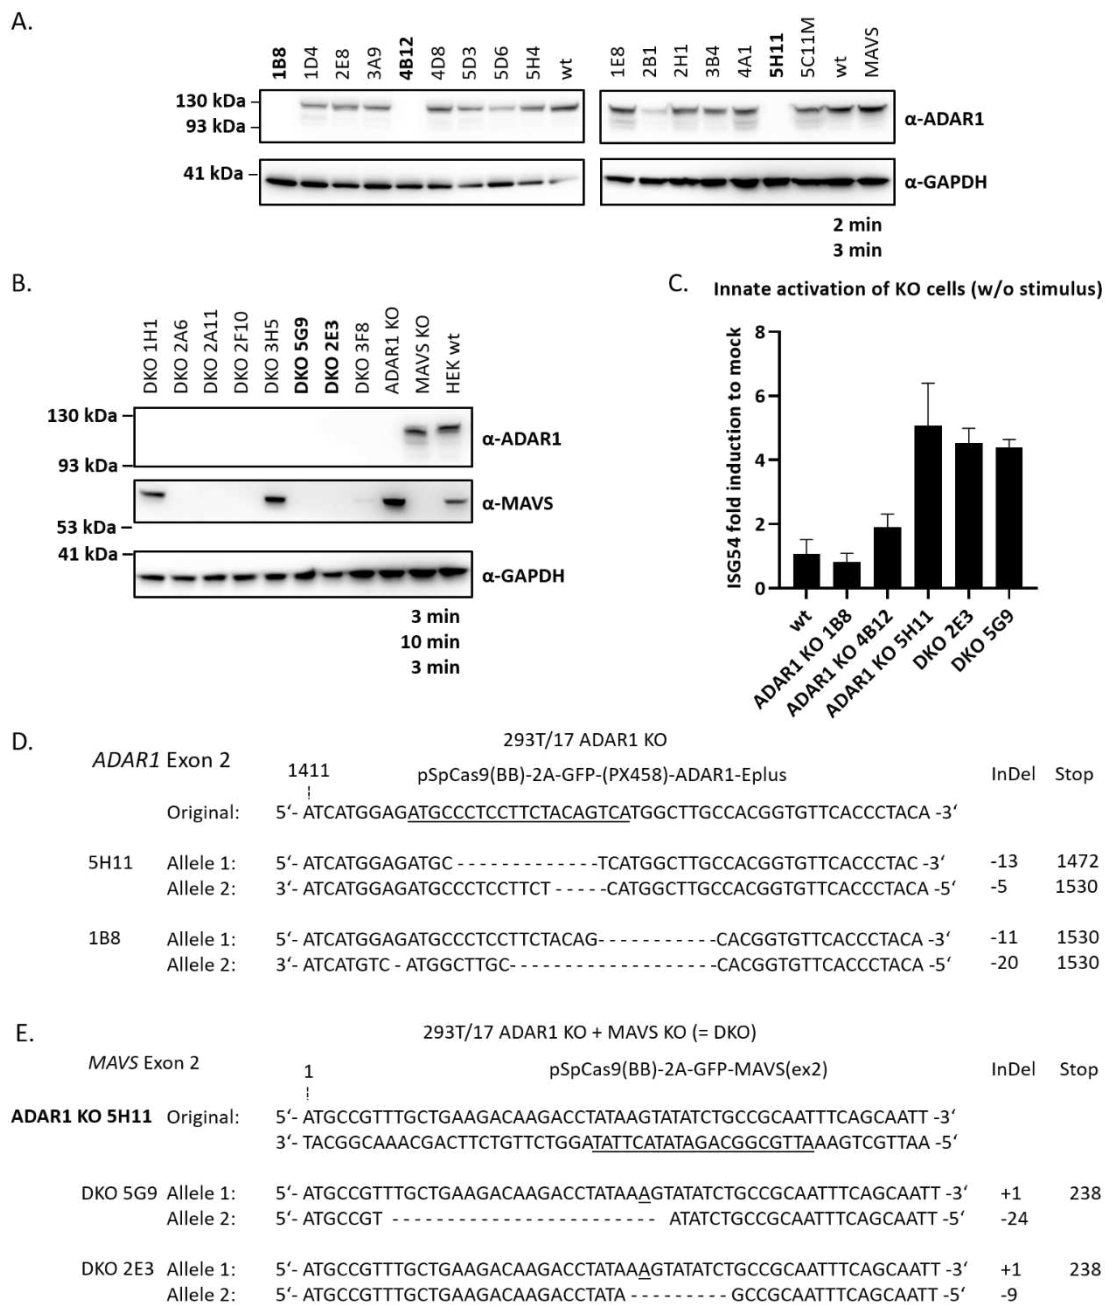 A.
1B8 1D4 2E8 3A9 4B12 4D8 5D3 5D6 5H4 wt 1E8 2B1 2H1 3B4 4A1 5H11 5C11M wt MAVS
130 kDa
93 kDa
α-ADAR1
41 kDa
α-GAPDH
2 min
3 min
B.
DKO 1H1 DKO 2A6 DKO 2A11 DKO 2F10 DKO 3H5 DKO 5G9 DKO 2E3 DKO 3F8 ADAR1 KO MAVS KO HEK wt
130 kDa
α-ADAR1
93 kDa
α-MAVS
53 kDa
41 kDa
α-GAPDH
3 min
10 min
3 min
C. Innate activation of KO cells (w/o stimulus)
ISG54 fold induction to mock
8
6
4
2
0
wt ADAR1 KO 1B8 ADAR1 KO 4B12 ADAR1 KO 5H11 DKO 2E3 DKO 5G9
D.
293T/17 ADAR1 KO
ADAR1 Exon 2 1411 pSpCas9(BB)-2A-GFP-(PX458)-ADAR1-Eplus InDel Stop
Original: 5‘- ATCATGGAGATGCCCTCCTTCTACAGTCATGGCTTGCCACGGTGTTCACCCTACA -3‘
5H11 Allele 1: 5‘- ATCATGGAGATGC - - - - - - - - - - - - -TCATGGCTTGCCACGGTGTTCACCCTAC -3‘ -13 1472
Allele 2: 3‘- ATCATGGAGATGCCCTCCTTCT - - - - -CATGGCTTGCCACGGTGTTCACCCTACA -5‘ -5 1530
1B8 Allele 1: 5‘- ATCATGGAGATGCCCTCCTTCTACAG- - - - - - - - - - -CACGGTGTTCACCCTACA -3‘ -11 1530
Allele 2: 3‘- ATCATGTC - ATGGCTTGC- - - - - - - - - - - - - - - - - - -CACGGTGTTCACCCTACA -5‘ -20 1530
E.
293T/17 ADAR1 KO + MAVS KO (= DKO)
MAVS Exon 2 1 pSpCas9(BB)-2A-GFP-MAVS(ex2) InDel Stop
ADAR1 KO 5H11 Original: 5‘- ATGCCGTTTGCTGAAGACAAGACCTATAAGTATATCTGCCGCAATTTCAGCAATT -3‘
3‘- TACGGCAAACGACTTCTGTTCTGGATATTCATATAGACGGCGTTAAAGTCGTTAA -5‘
DKO 5G9 Allele 1: 5‘- ATGCCGTTTGCTGAAGACAAGACCTATAAAGTATATCTGCCGCAATTTCAGCAATT -3‘ +1 238
Allele 2: 5‘- ATGCCGT - - - - - - - - - - - - - - - - - - - - - - - - ATATCTGCCGCAATTTCAGCAATT -5‘ -24
DKO 2E3 Allele 1: 5‘- ATGCCGTTTGCTGAAGACAAGACCTATAAAGTATATCTGCCGCAATTTCAGCAATT -3‘ +1 238
Allele 2: 5‘- ATGCCGTTTGCTGAAGACAAGACCTATA - - - - - - - - - GCCGCAATTTCAGCAATT -5‘ -9